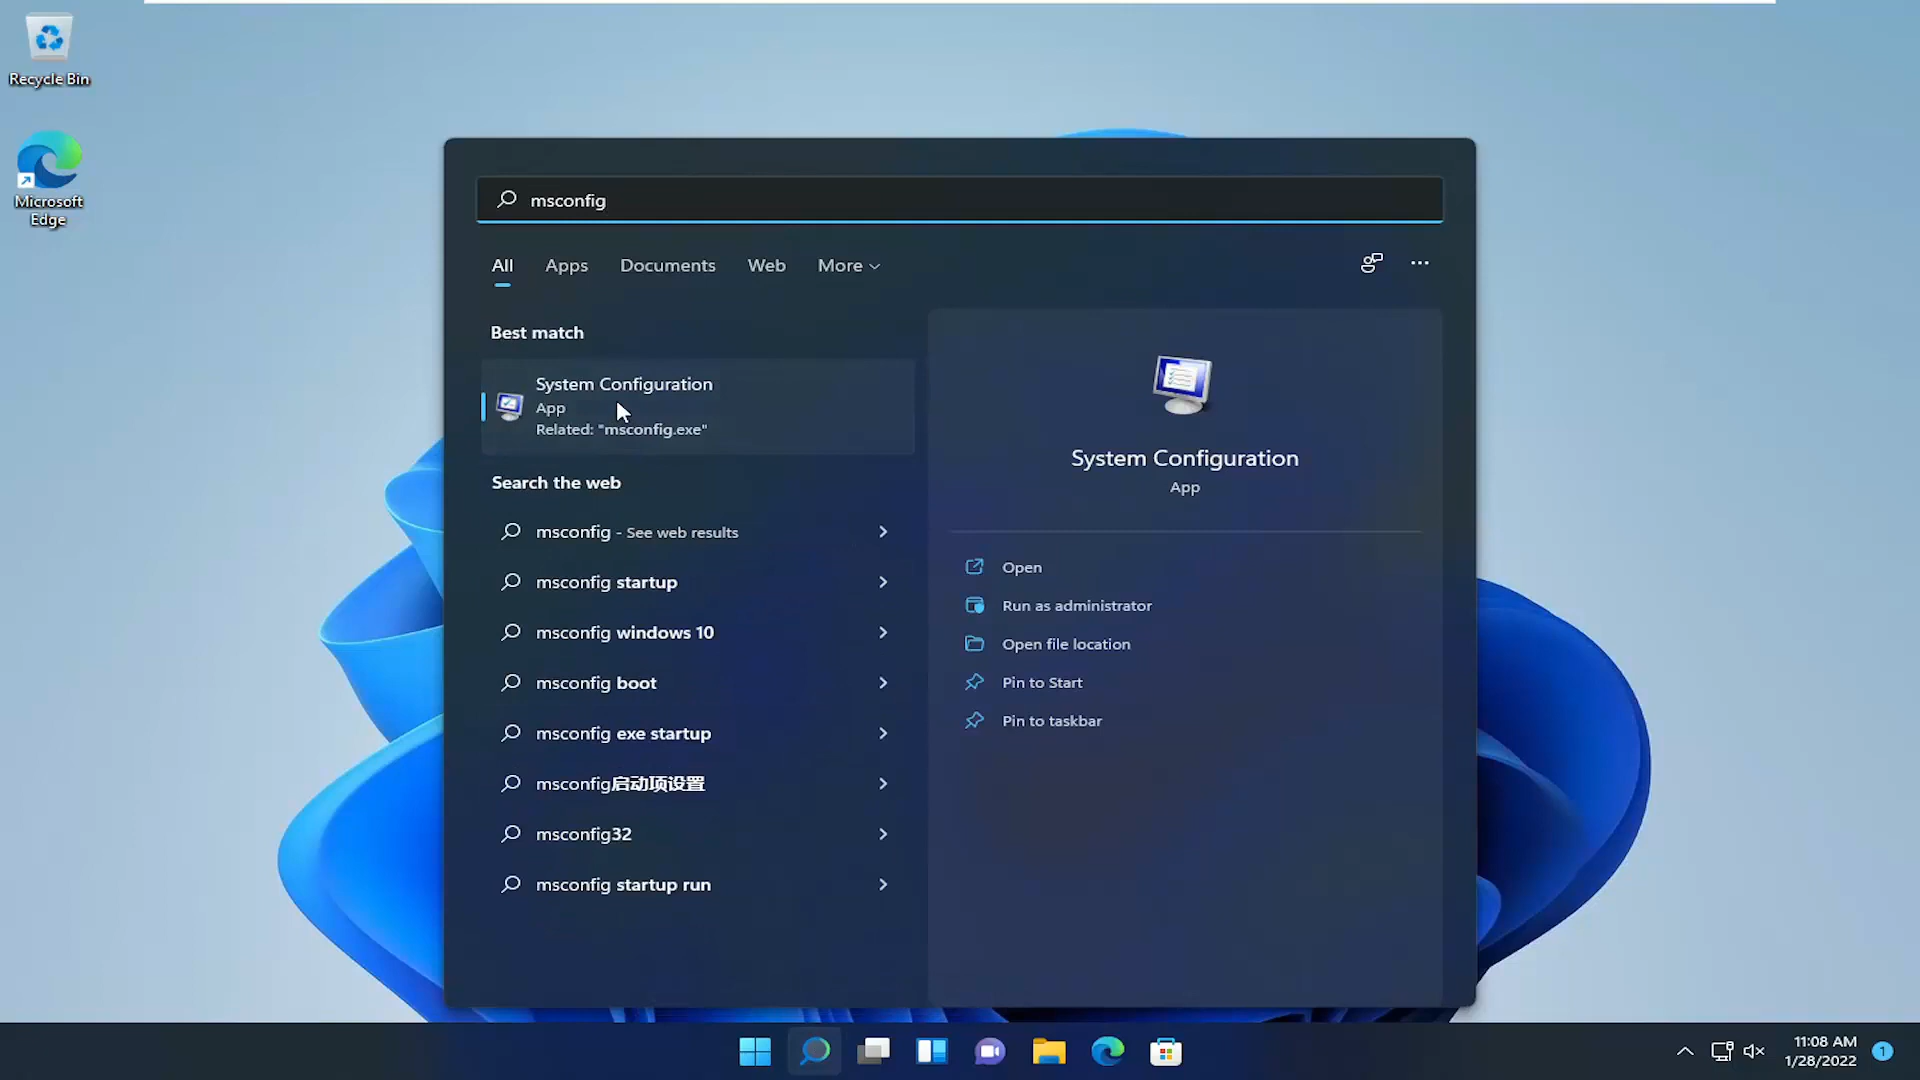 Recycle Bin
Microsoft
Edge
msconfig
All
Apps
Documents
Web
More
Best match
System Configuration
App
Related: "msconfig.exe"
Search the web
msconfig - See web results
msconfig startup
msconfig windows 10
msconfig boot
msconfig exe startup
msconfig启动项设置
msconfig32
msconfig startup run
System Configuration
App
Open
Run as administrator
Open file location
Pin to Start
Pin to taskbar
11:08 AM
1/28/2022
1